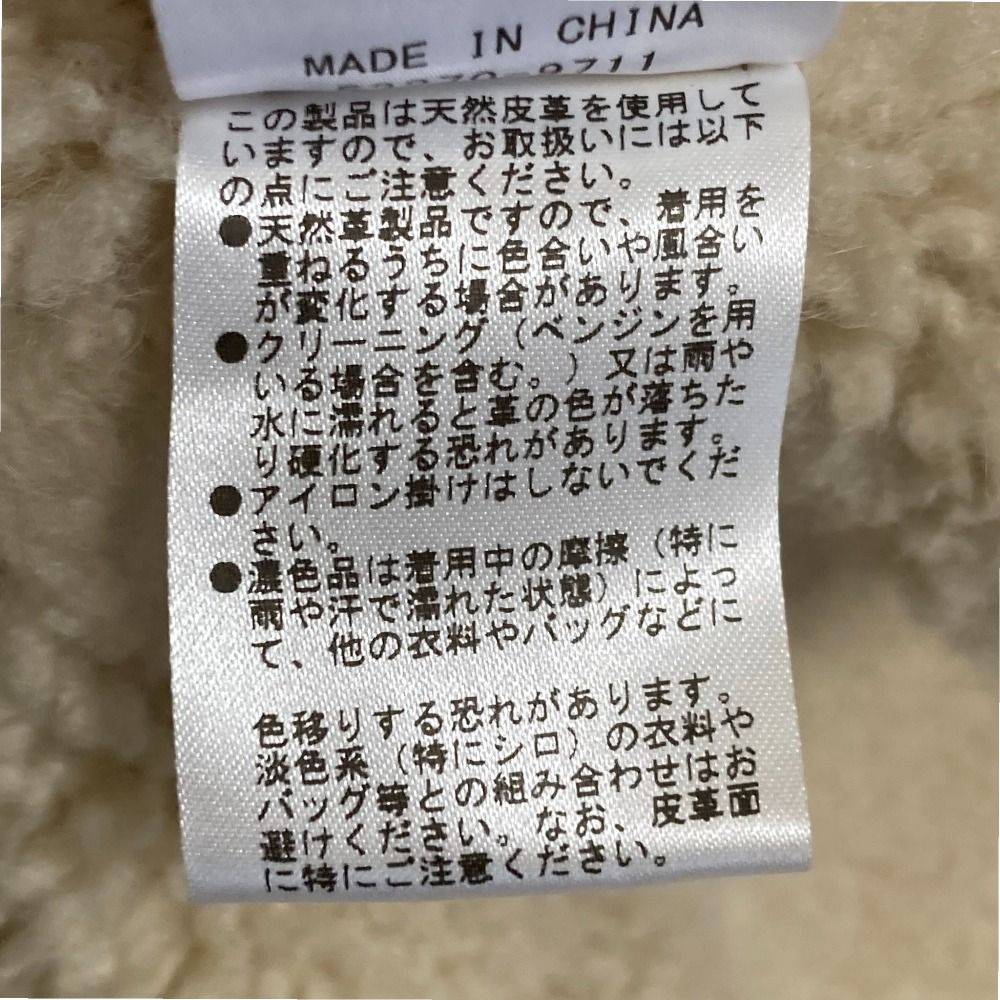 MADE IN CHINA
この製品は天然皮革を使用して
いますので、お取扱いには以下
の点にご注意ください。
●天然革製品ですので、着用を
重ねるうちに色合い、や風合い
が変化する場合があります。
●クリーニング(ベンジンを用
いる場合を含む。)又は雨や
水に濡れると革の色が落ちた
り硬化する恐れがあります。
●アイロン掛けはしないでくだ
さい。
●濃色品は着用中の摩擦(特に
雨や汗で濡れた状態)によっ
て、他の衣料やバッグなどに
色移りする恐れがあります。
淡色系(特にシロ)の衣料や
バッグ等との組み合わせはお
避けください。なお、皮革面
に特にご注意ください。